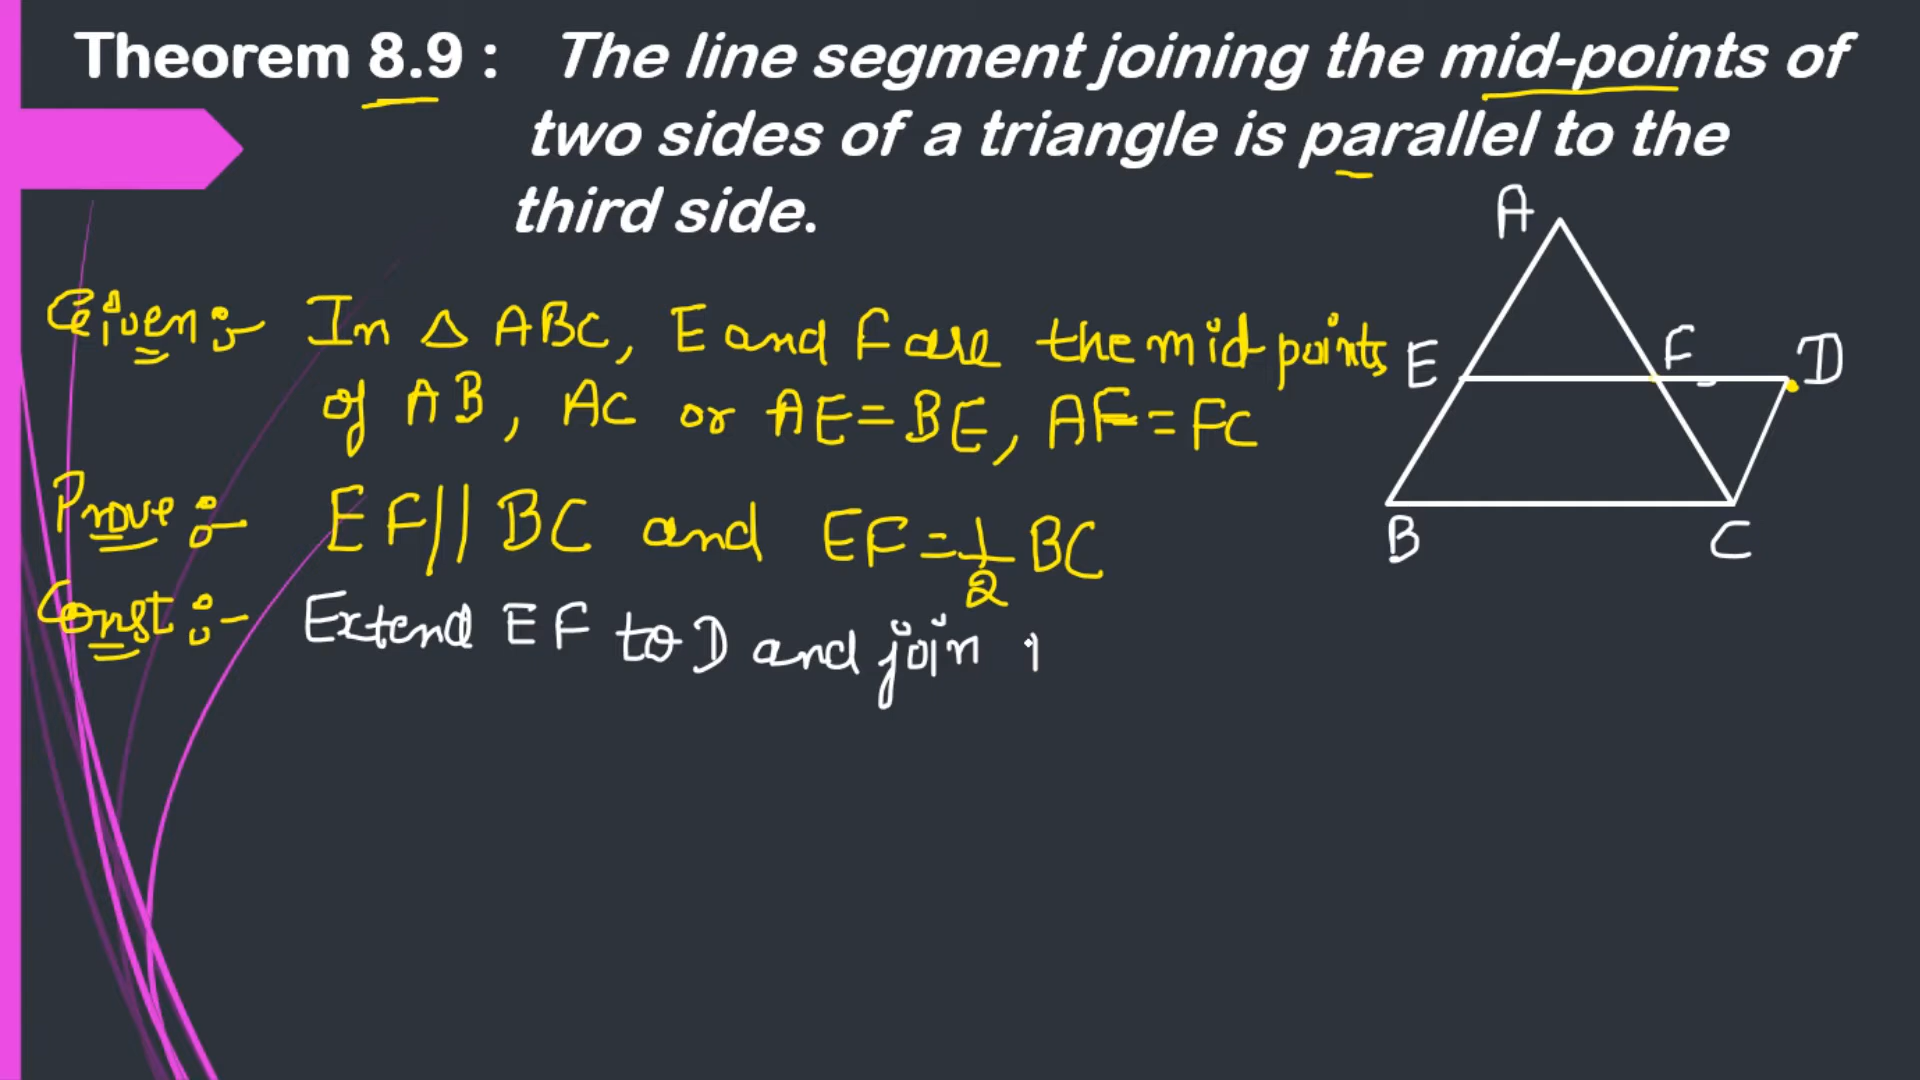 Theorem 8.9 : The line segment joining the mid-points of
two sides of a triangle is parallel to the
third side.
Given :- In △ ABC, E and F are the mid points
of AB, AC or AE = BE, AF = FC
Prove :- EF || BC and EF = 1/2 BC
Const :- Extend EF to D and join
A
E F D
B C